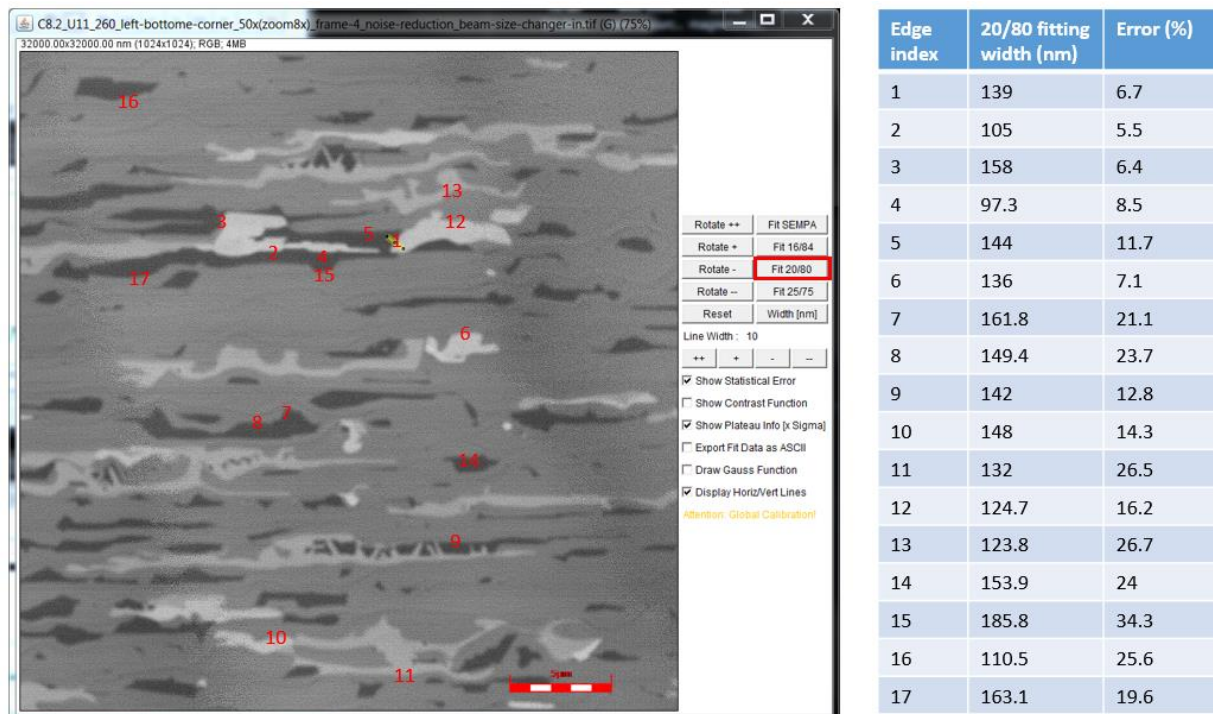 C8.2_U11_260_left-bottome-corner_50x(zoom8x)_frame-4_noise-reduction_beam-size-changer-in.tif (G) (75%)
32000.00x32000.00 nm (1024x1024); RGB; 4MB
16
13
3
12
5
1
2
4
15
17
6
7
8
14
9
10
11
5µm
Rotate ++ Fit SEMPA
Rotate + Fit 16/84
Rotate - Fit 20/80
Rotate -- Fit 25/75
Reset Width [nm]
Line Width : 10
++ + - --
Show Statistical Error
Show Contrast Function
Show Plateau Info [x Sigma]
Export Fit Data as ASCII
Draw Gauss Function
Display Horiz/Vert Lines
Attention: Global Calibration!
Edge index 20/80 fitting width (nm) Error (%)
1 139 6.7
2 105 5.5
3 158 6.4
4 97.3 8.5
5 144 11.7
6 136 7.1
7 161.8 21.1
8 149.4 23.7
9 142 12.8
10 148 14.3
11 132 26.5
12 124.7 16.2
13 123.8 26.7
14 153.9 24
15 185.8 34.3
16 110.5 25.6
17 163.1 19.6